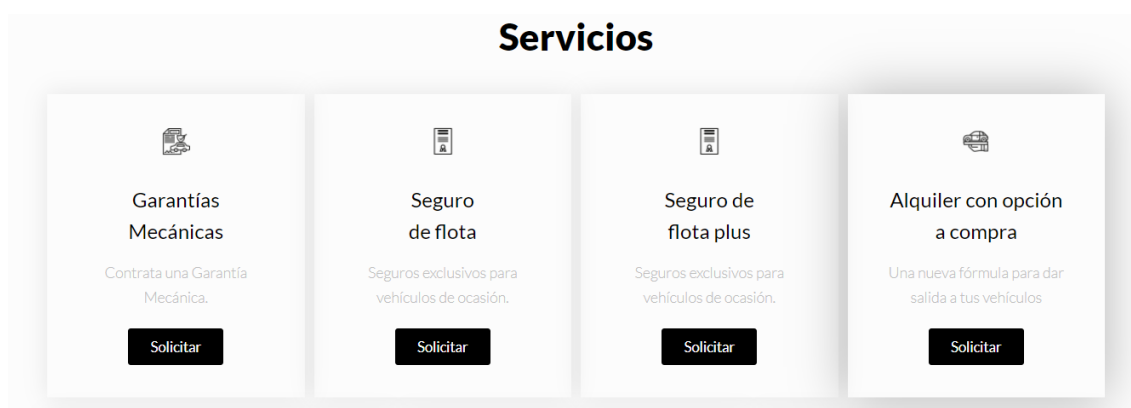 Servicios
Garantías
Mecánicas
Contrata una Garantía
Mecánica.
Solicitar
Seguro
de flota
Seguros exclusivos para
vehículos de ocasión.
Solicitar
Seguro de
flota plus
Seguros exclusivos para
vehículos de ocasión.
Solicitar
Alquiler con opción
a compra
Una nueva fórmula para dar
salida a tus vehículos
Solicitar